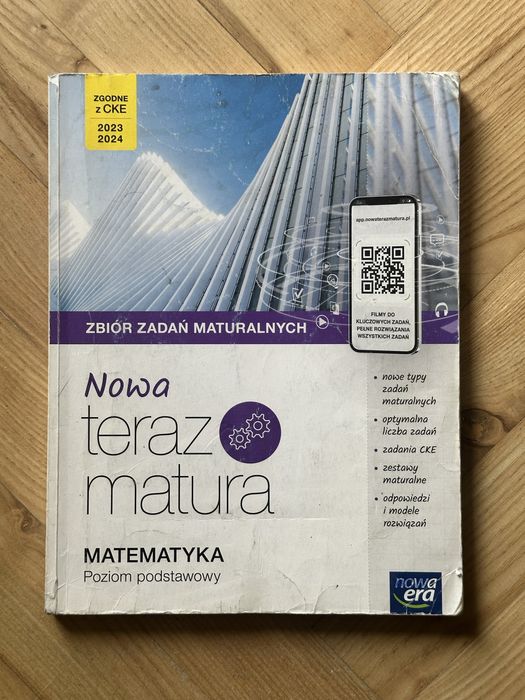 ZGODNE
z CKE
2023
2024
app.nowaterazmatura.pl
FILMY DO
KLUCZOWYCH ZADAŃ,
PEŁNE ROZWIĄZANIA
WSZYSTKICH ZADAŃ
ZBIÓR ZADAŃ MATURALNYCH
Nowa
teraz
matura
• nowe typy
zadań
maturalnych
• optymalna
liczba zadań
• zadania CKE
• zestawy
maturalne
• odpowiedzi
i modele
rozwiązań
MATEMATYKA
Poziom podstawowy
nowa
era